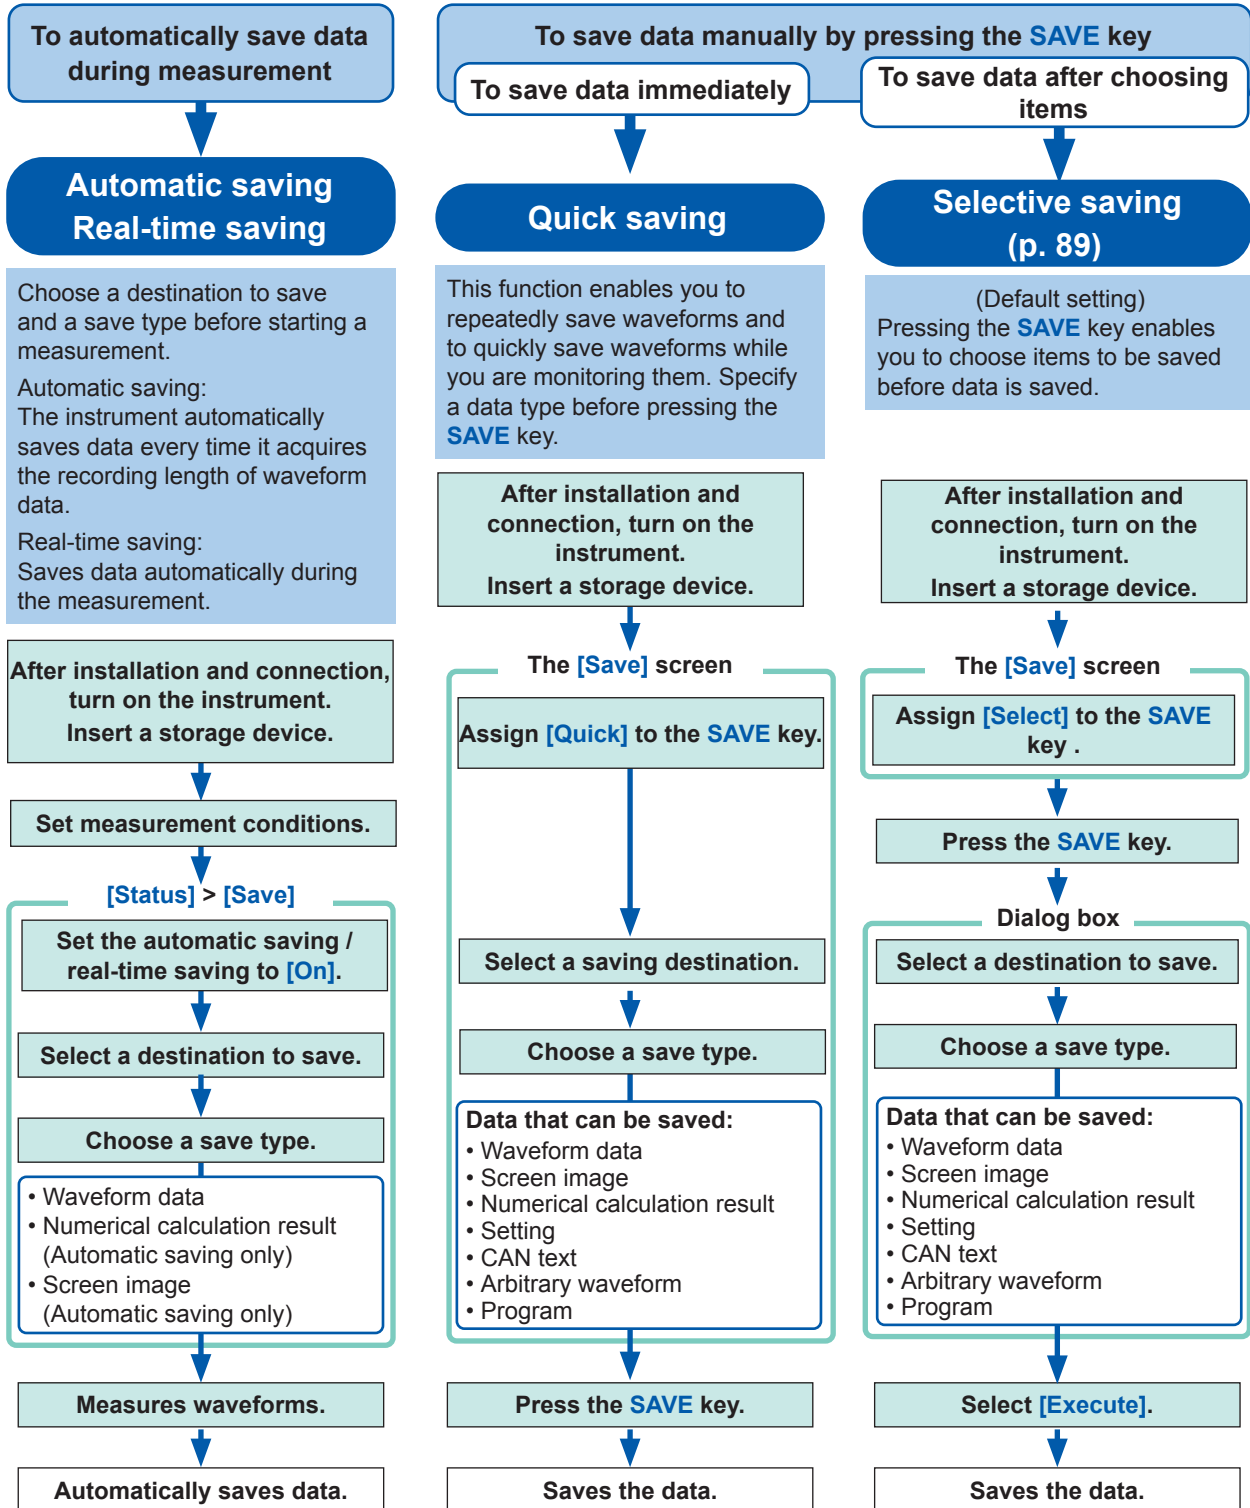 To automatically save data
during measurement
Automatic saving
Real-time saving
Choose a destination to save
and a save type before starting a
measurement.
Automatic saving:
The instrument automatically
saves data every time it acquires
the recording length of waveform
data.
Real-time saving:
Saves data automatically during
the measurement.
After installation and connection,
turn on the instrument.
Insert a storage device.
Set measurement conditions.
[Status] > [Save]
Set the automatic saving /
real-time saving to [On].
Select a destination to save.
Choose a save type.
• Waveform data
• Numerical calculation result
(Automatic saving only)
• Screen image
(Automatic saving only)
Measures waveforms.
Automatically saves data.
To save data manually by pressing the SAVE key
To save data immediately
Quick saving
This function enables you to
repeatedly save waveforms and
to quickly save waveforms while
you are monitoring them. Specify
a data type before pressing the
SAVE key.
After installation and
connection, turn on the
instrument.
Insert a storage device.
The [Save] screen
Assign [Quick] to the SAVE key.
Select a saving destination.
Choose a save type.
Data that can be saved:
• Waveform data
• Screen image
• Numerical calculation result
• Setting
• CAN text
• Arbitrary waveform
• Program
Press the SAVE key.
Saves the data.
To save data after choosing
items
Selective saving
(p. 89)
(Default setting)
Pressing the SAVE key enables
you to choose items to be saved
before data is saved.
After installation and
connection, turn on the
instrument.
Insert a storage device.
The [Save] screen
Assign [Select] to the SAVE
key .
Press the SAVE key.
Dialog box
Select a destination to save.
Choose a save type.
Data that can be saved:
• Waveform data
• Screen image
• Numerical calculation result
• Setting
• CAN text
• Arbitrary waveform
• Program
Select [Execute].
Saves the data.